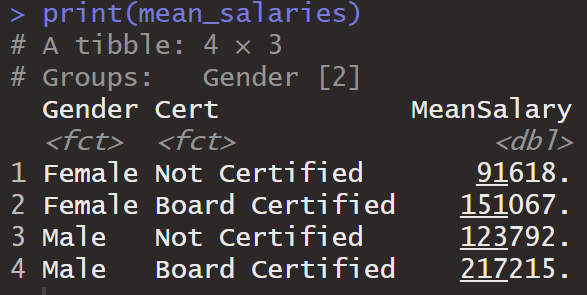 > print(mean_salaries)
# A tibble: 4 × 3
# Groups:   Gender [2]
  Gender Cert            MeanSalary
  <fct>  <fct>                <dbl>
1 Female Not Certified       91618.
2 Female Board Certified    151067.
3 Male   Not Certified      123792.
4 Male   Board Certified    217215.